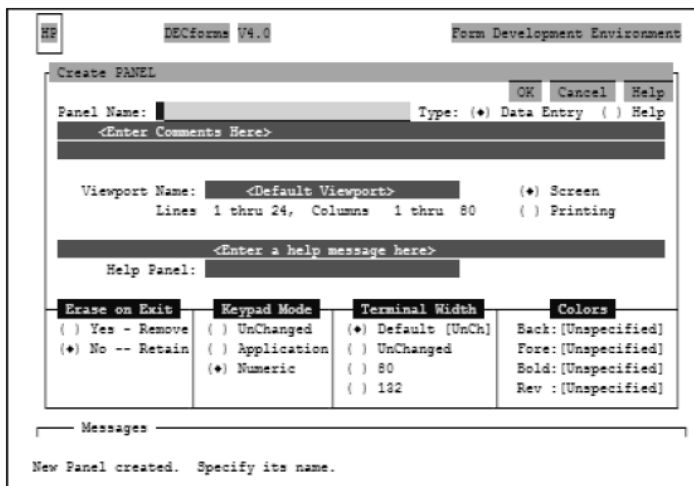 HP DECforms V4.0 Form Development Environment
Create PANEL
OK Cancel Help
Panel Name: Type: (♦) Data Entry ( ) Help
<Enter Comments Here>
Viewport Name: <Default Viewport> (♦) Screen
Lines 1 thru 24, Columns 1 thru 80 ( ) Printing
<Enter a help message here>
Help Panel:
Erase on Exit Keypad Mode Terminal Width Colors
( ) Yes - Remove ( ) UnChanged (♦) Default [UnCh] Back:[Unspecified]
(♦) No -- Retain ( ) Application ( ) UnChanged Fore:[Unspecified]
(♦) Numeric ( ) 80 Bold:[Unspecified]
( ) 132 Rev :[Unspecified]
Messages
New Panel created. Specify its name.